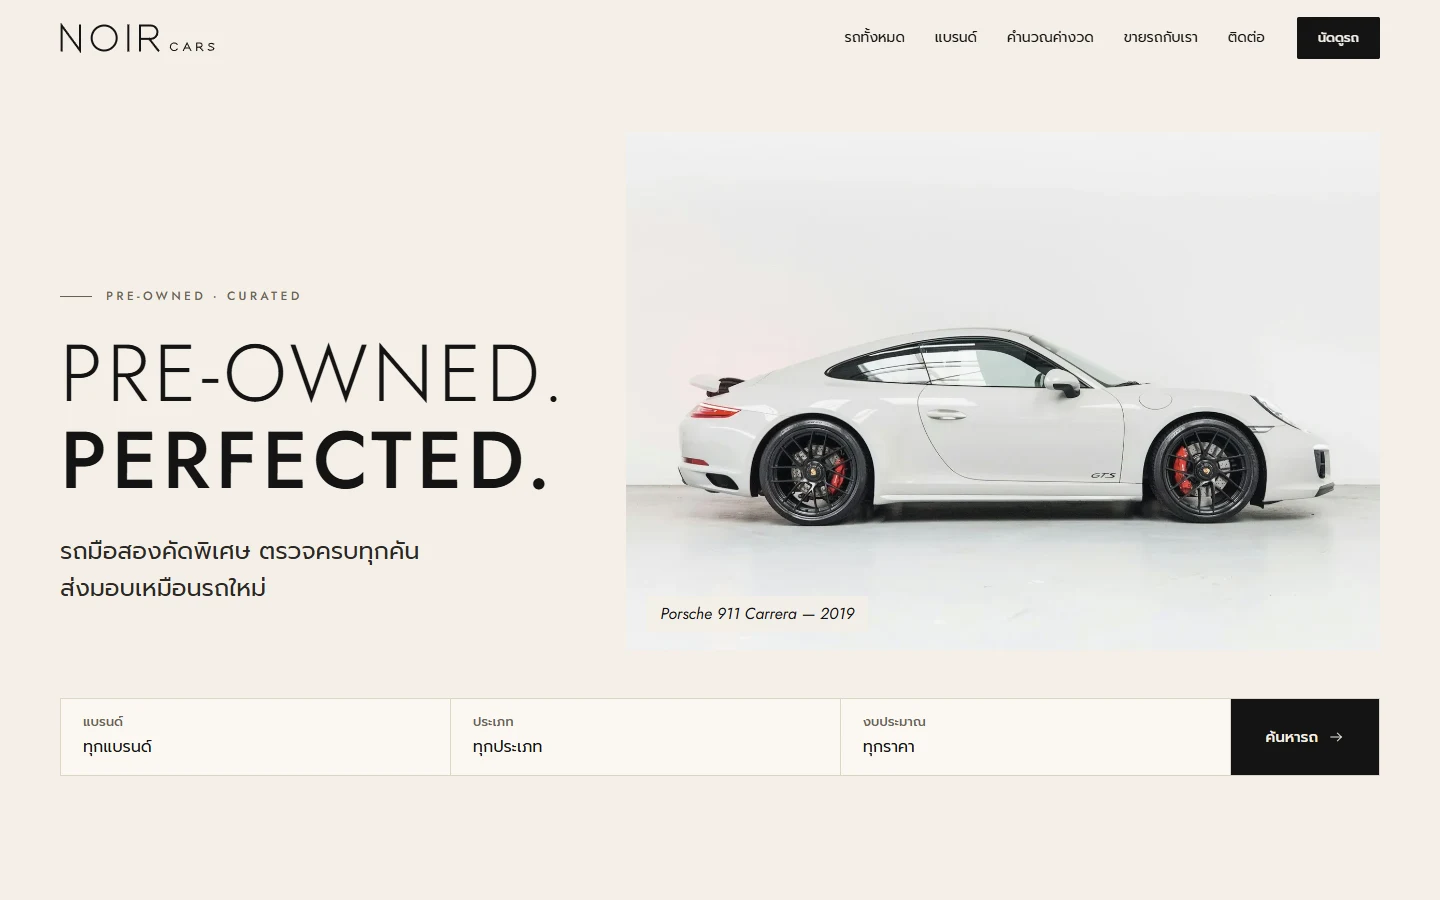 NOIR CARS
รถทั้งหมด
แบรนด์
คำนวณค่างวด
ขายรถกับเรา
ติดต่อ
นัดดูรถ
PRE-OWNED · CURATED
PRE-OWNED.
PERFECTED.
รถมือสองคัดพิเศษ ตรวจครบทุกคัน
ส่งมอบเหมือนรถใหม่
GTS
Porsche 911 Carrera — 2019
แบรนด์
ทุกแบรนด์
ประเภท
ทุกประเภท
งบประมาณ
ทุกราคา
ค้นหารถ →